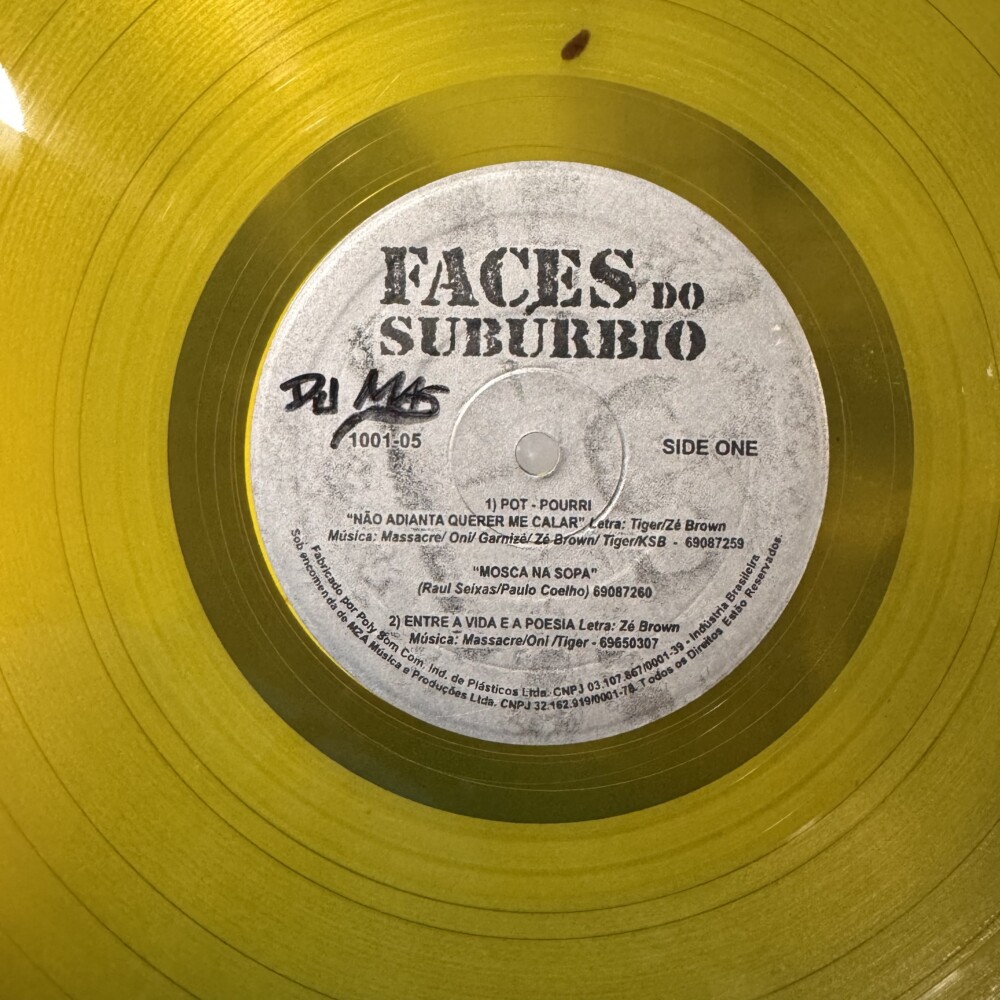 FACES DO
SUBÚRBIO
DJ MAS
1001-05
SIDE ONE
1) POT - POURRI
"NÃO ADIANTA QUERER ME CALAR" Letra: Tiger/Zé Brown
Música: Massacre/ Oni/ Garnizé/ Zé Brown/ Tiger/KSB - 69087259
"MOSCA NA SOPA"
(Raul Seixas/Paulo Coelho) 69087260
2) ENTRE A VIDA E A POESIA Letra: Zé Brown
Música: Massacre/Oni /Tiger - 69650307
Fabricado por Poly Som Com. Ind. de Plásticos Ltda. CNPJ 03.107.867/0001-39 - Indústria Brasileira
Sob encomenda de MZA Música e Produções Ltda. CNPJ 32.162.919/0001-78. Todos os Direitos Estão Reservados.